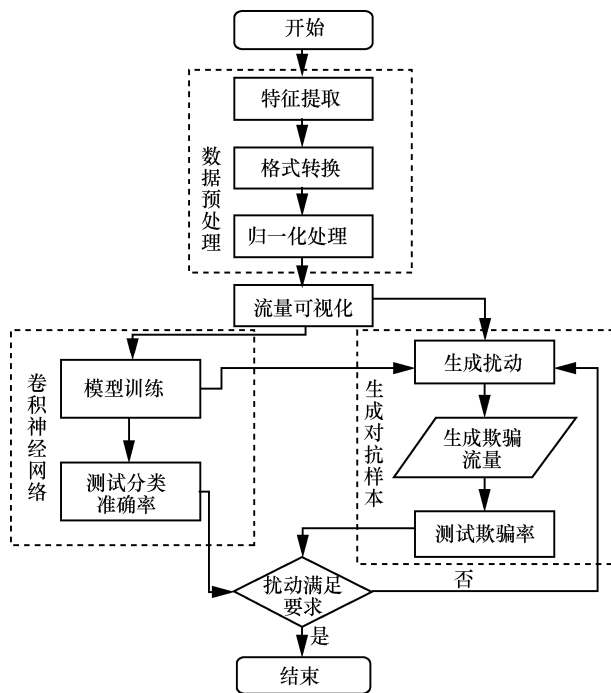 开始
特征提取
数据预处理
格式转换
归一化处理
流量可视化
卷积神经网络
模型训练
测试分类
准确率
生成对抗样本
生成扰动
生成欺骗
流量
测试欺骗率
扰动满足
要求
否
是
结束